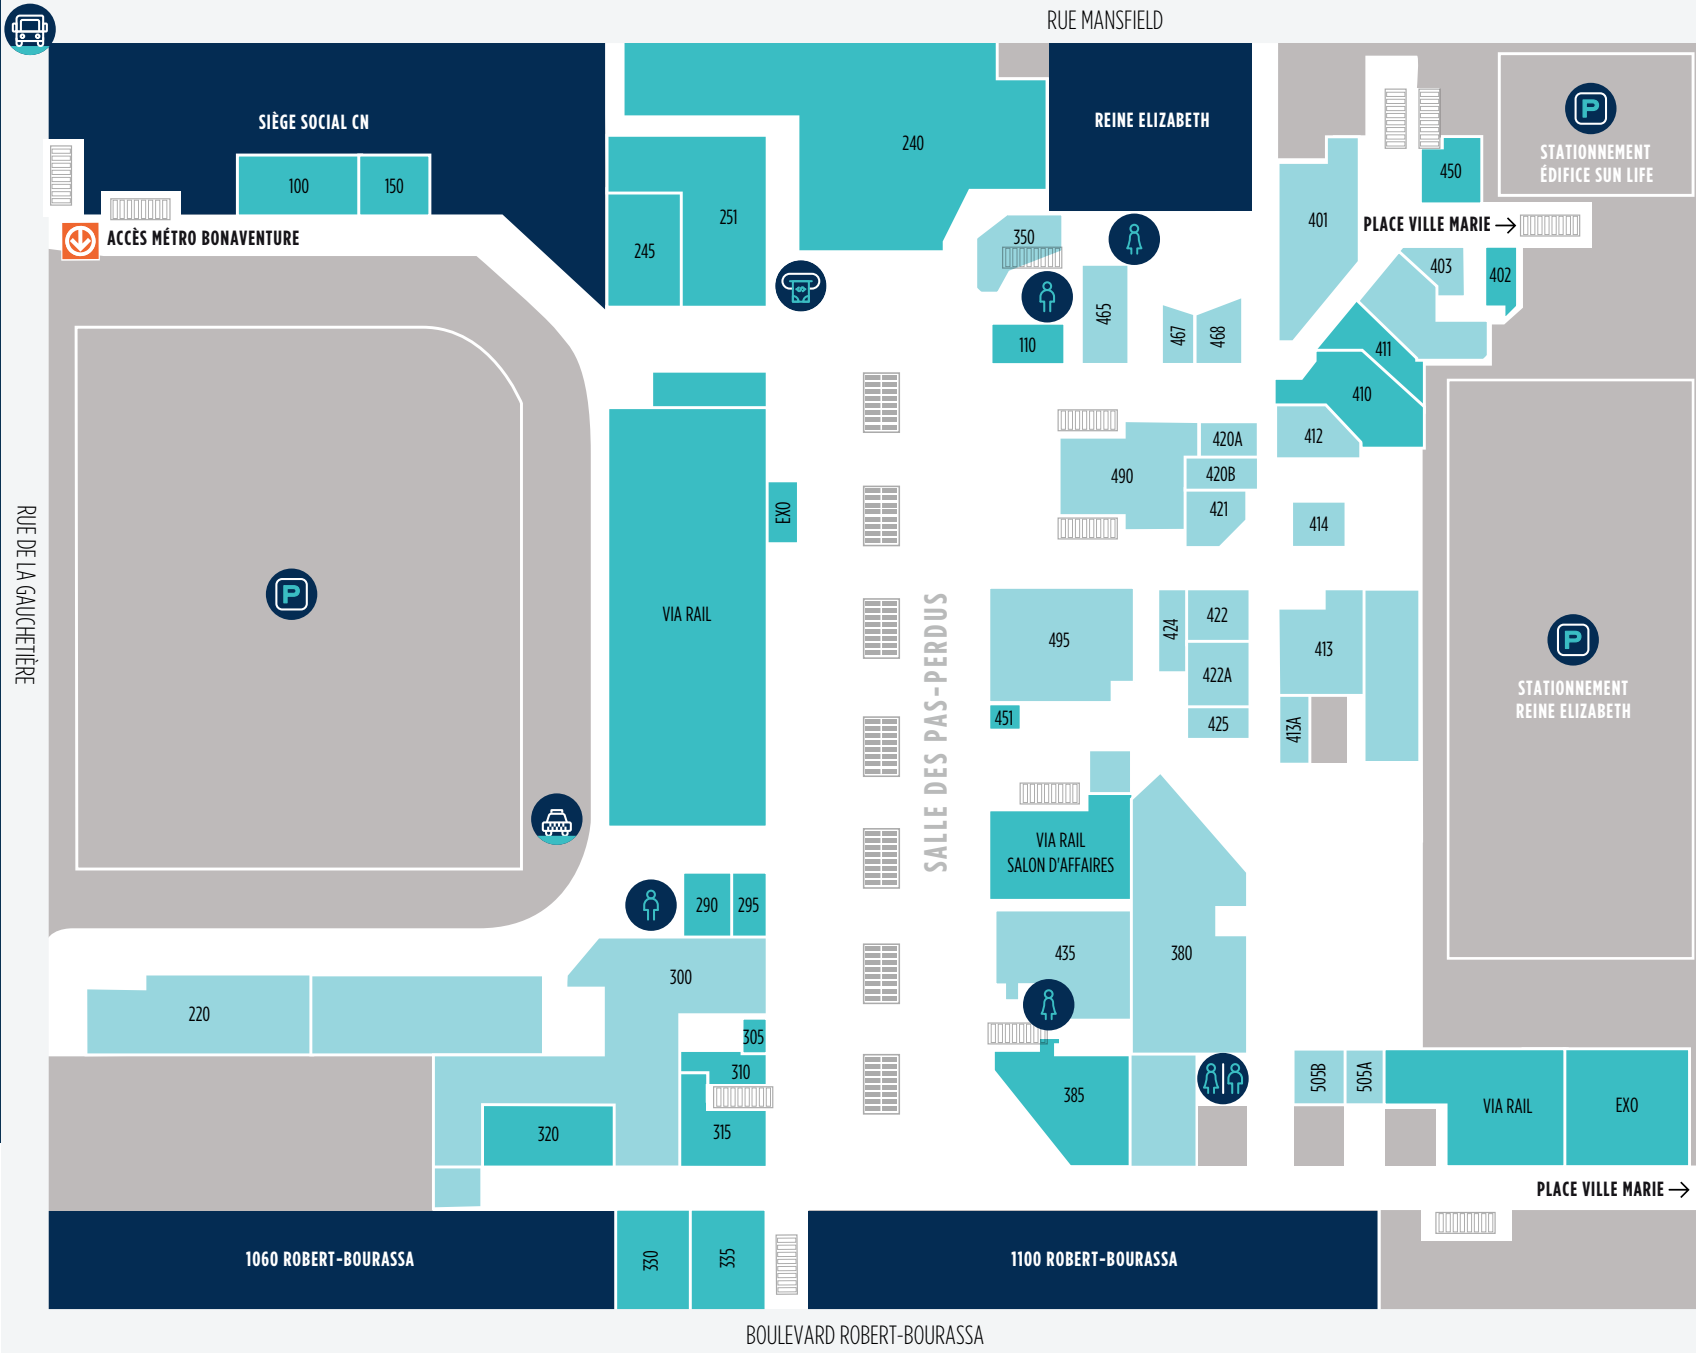 RUE MANSFIELD
SIÈGE SOCIAL CN
100
150
240
REINE ELIZABETH
P
STATIONNEMENT
ÉDIFICE SUN LIFE
450
401
PLACE VILLE MARIE →
ACCÈS MÉTRO BONAVENTURE
245
251
350
403
402
465
467
468
110
411
410
412
490
420A
420B
421
414
EXO
RUE DE LA GAUCHETIÈRE
P
VIA RAIL
SALLE DES PAS-PERDUS
495
424
422
422A
425
451
413
413A
P
STATIONNEMENT
REINE ELIZABETH
VIA RAIL
SALON D'AFFAIRES
290
295
300
435
380
220
305
310
315
320
385
505B
505A
VIA RAIL
EXO
PLACE VILLE MARIE →
1060 ROBERT-BOURASSA
330
335
1100 ROBERT-BOURASSA
BOULEVARD ROBERT-BOURASSA